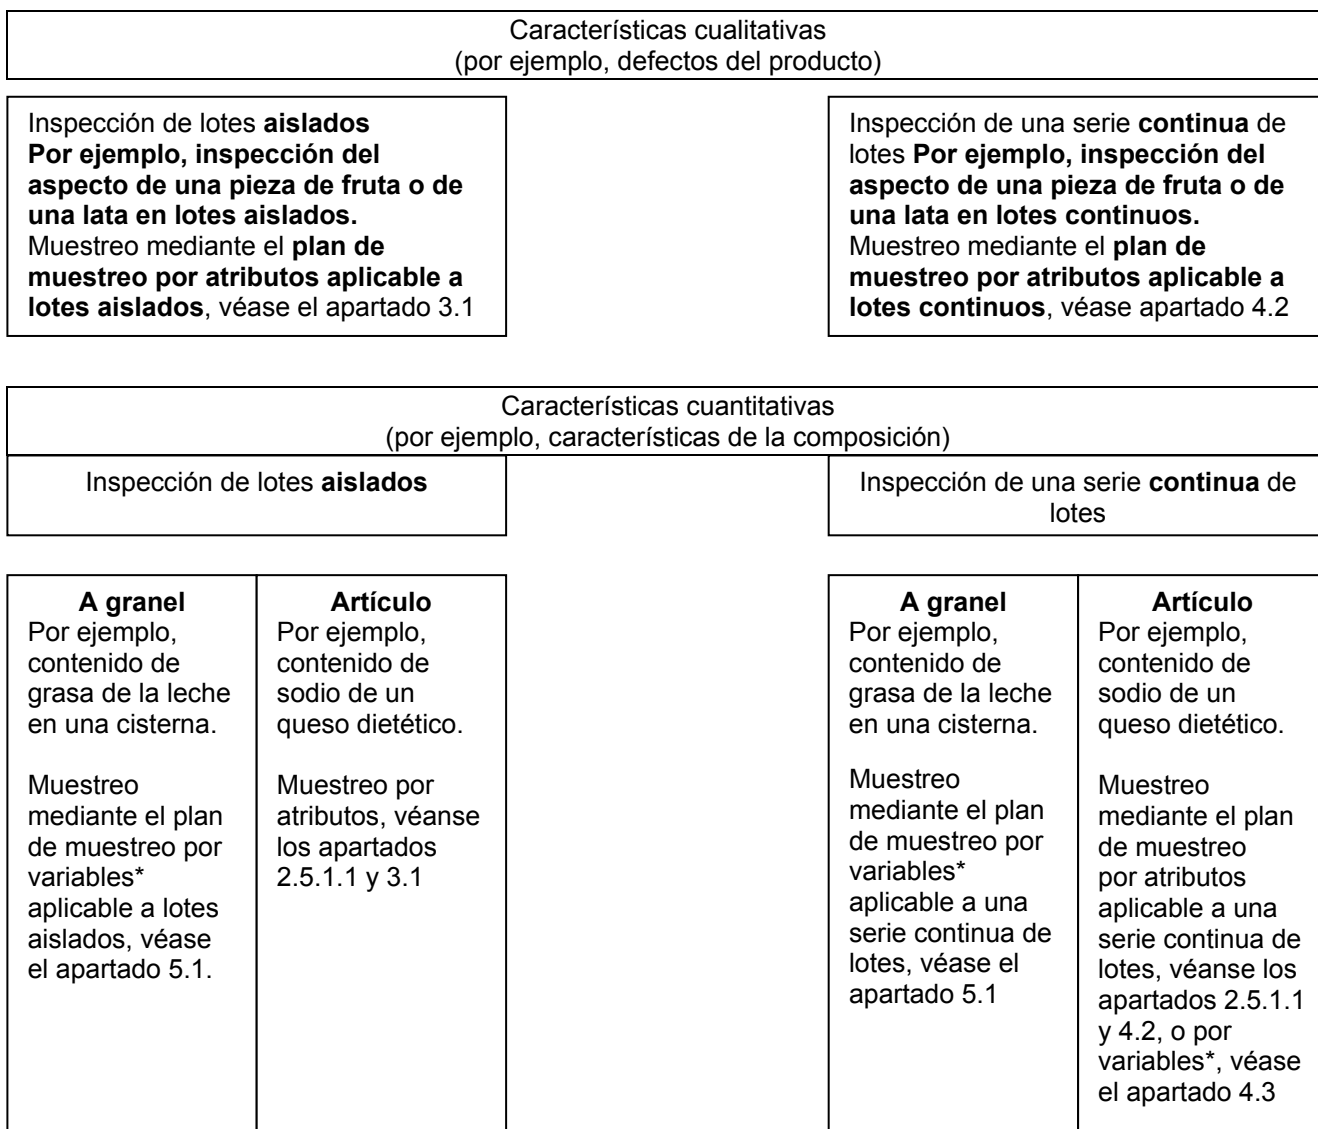 Características cualitativas
(por ejemplo, defectos del producto)
Inspección de lotes aislados
Por ejemplo, inspección del
aspecto de una pieza de fruta o de
una lata en lotes aislados.
Muestreo mediante el plan de
muestreo por atributos aplicable a
lotes aislados, véase el apartado 3.1
Inspección de una serie continua de
lotes Por ejemplo, inspección del
aspecto de una pieza de fruta o de
una lata en lotes continuos.
Muestreo mediante el plan de
muestreo por atributos aplicable a
lotes continuos, véase apartado 4.2
Características cuantitativas
(por ejemplo, características de la composición)
Inspección de lotes aislados
Inspección de una serie continua de
lotes
A granel
Por ejemplo,
contenido de
grasa de la leche
en una cisterna.
Muestreo
mediante el plan
de muestreo por
variables*
aplicable a lotes
aislados, véase
el apartado 5.1.
Artículo
Por ejemplo,
contenido de
sodio de un
queso dietético.
Muestreo por
atributos, véanse
los apartados
2.5.1.1 y 3.1
A granel
Por ejemplo,
contenido de
grasa de la leche
en una cisterna.
Muestreo
mediante el plan
de muestreo por
variables*
aplicable a una
serie continua de
lotes, véase el
apartado 5.1
Artículo
Por ejemplo,
contenido de
sodio de un
queso dietético.
Muestreo
mediante el plan
de muestreo
por atributos
aplicable a una
serie continua de
lotes, véanse los
apartados 2.5.1.1
y 4.2, o por
variables*, véase
el apartado 4.3